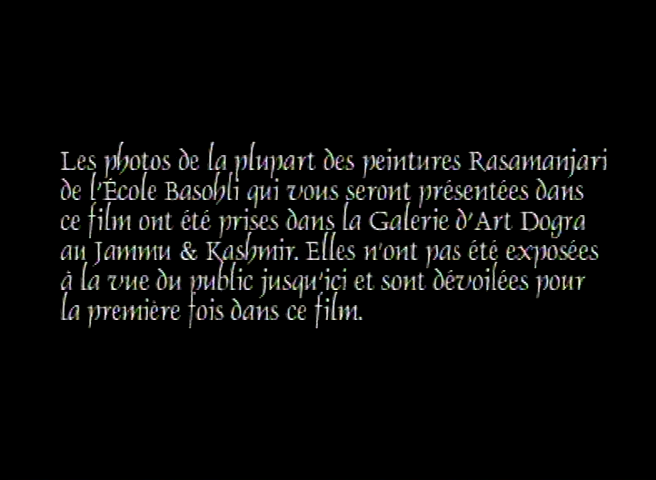 Les photos de la plupart des peintures Rasamanjari
de l'École Basohli qui vous seront présentées dans
ce film ont été prises dans la Galerie d'Art Dogra
au Jammu & Kashmir. Elles n'ont pas été exposées
à la vue du public jusqu'ici et sont dévoilées pour
la première fois dans ce film.